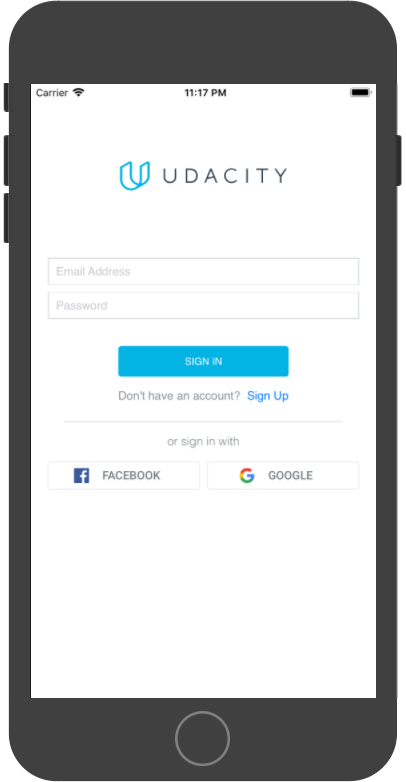 Carrier 11:17 PM
UDACITY
Email Address
Password
SIGN IN
Don't have an account? Sign Up
or sign in with
FACEBOOK GOOGLE